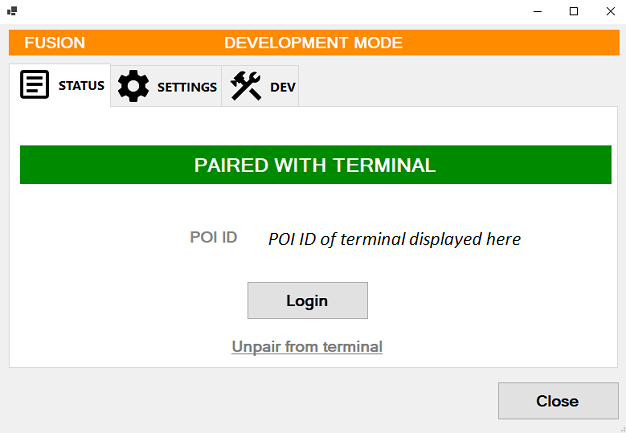 FUSION DEVELOPMENT MODE
STATUS SETTINGS DEV
PAIRED WITH TERMINAL
POI ID POI ID of terminal displayed here
Login
Unpair from terminal
Close